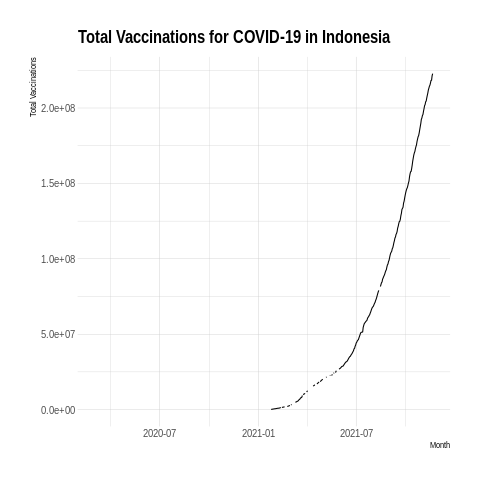 Total Vaccinations for COVID-19 in Indonesia
Total Vaccinations
2.0e+08
1.5e+08
1.0e+08
5.0e+07
0.0e+00
2020-07 2021-01 2021-07
Month